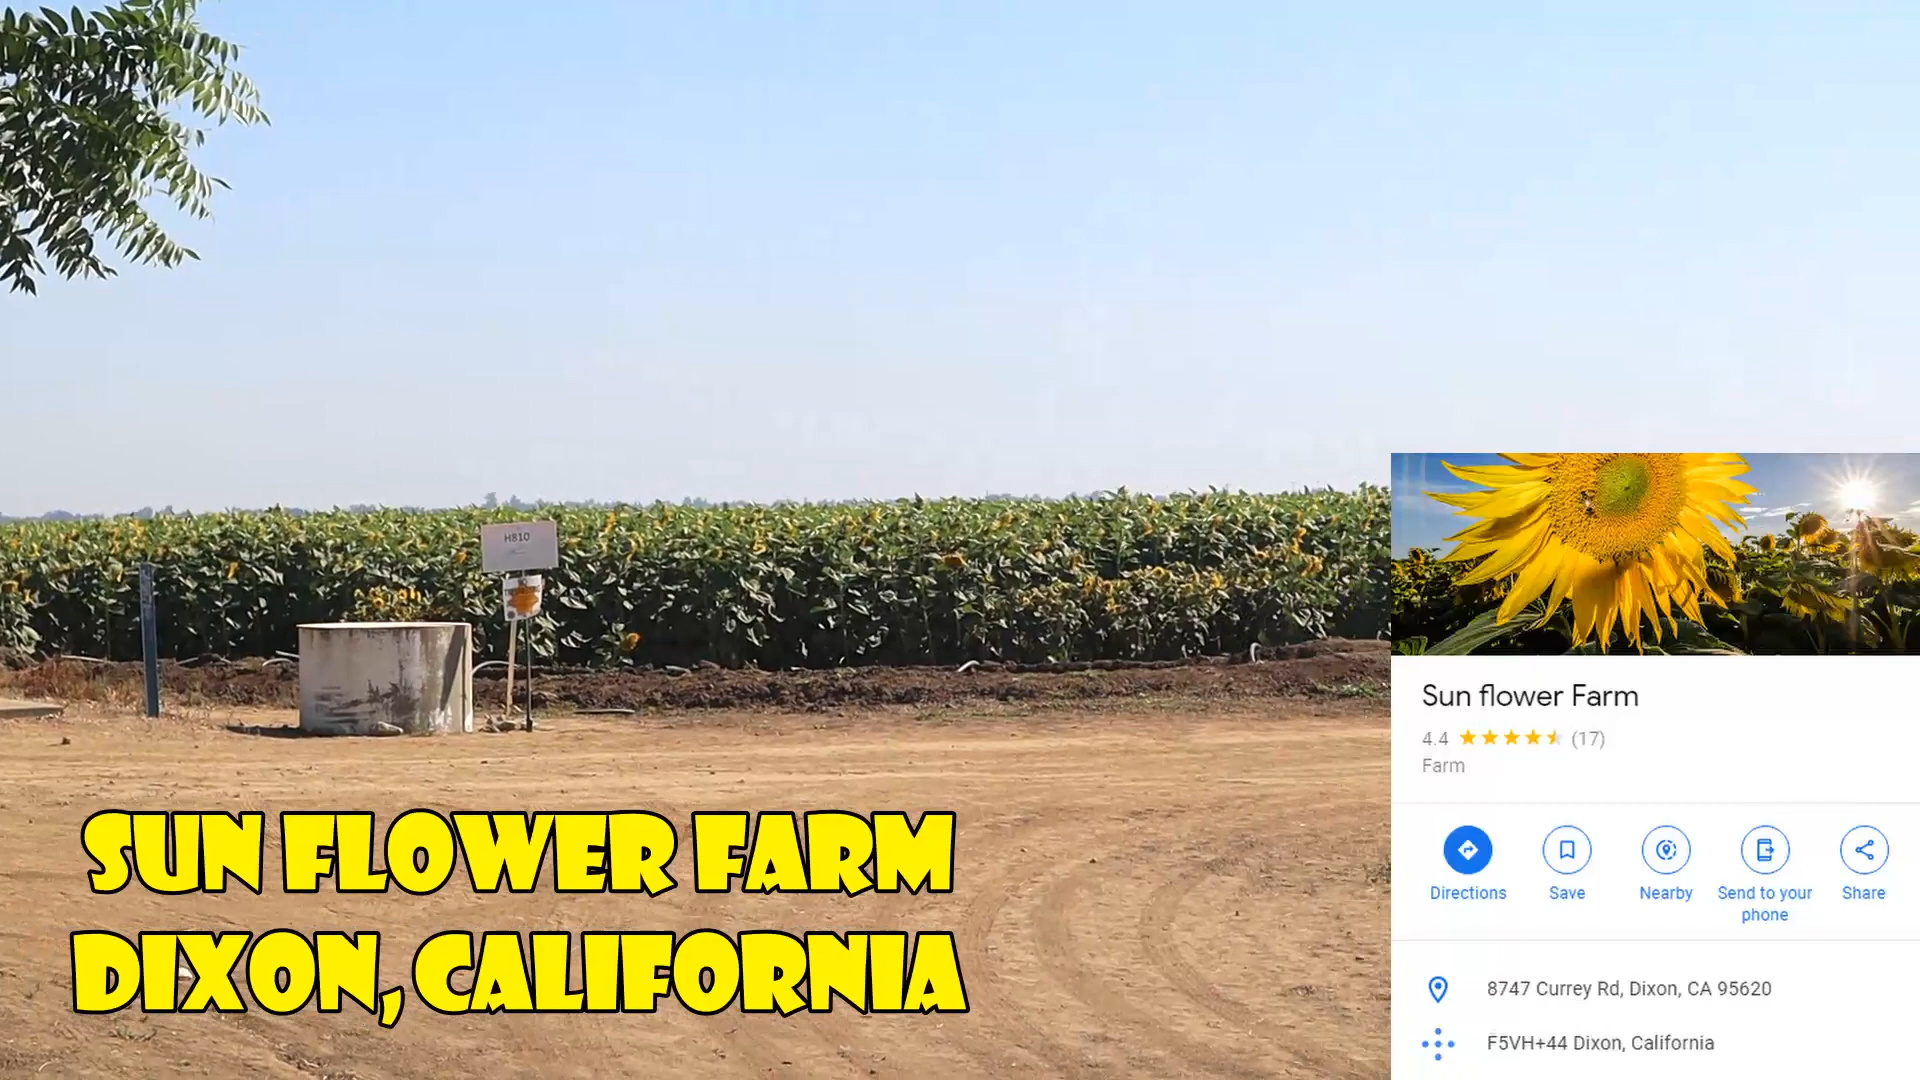 H810
SUN FLOWER FARM
DIXON, CALIFORNIA
Sun flower Farm
4.4 (17)
Farm
Directions
Save
Nearby
Send to your
phone
Share
8747 Currey Rd, Dixon, CA 95620
F5VH+44 Dixon, California